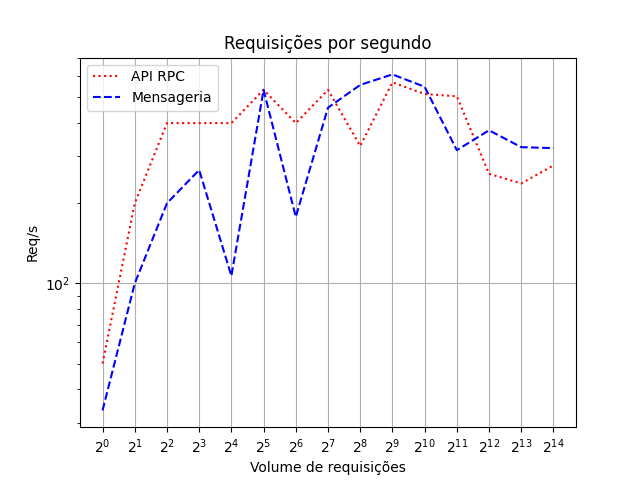 Requisições por segundo
API RPC
Mensageria
Req/s
10²
2⁰ 2¹ 2² 2³ 2⁴ 2⁵ 2⁶ 2⁷ 2⁸ 2⁹ 2¹⁰ 2¹¹ 2¹² 2¹³ 2¹⁴
Volume de requisições